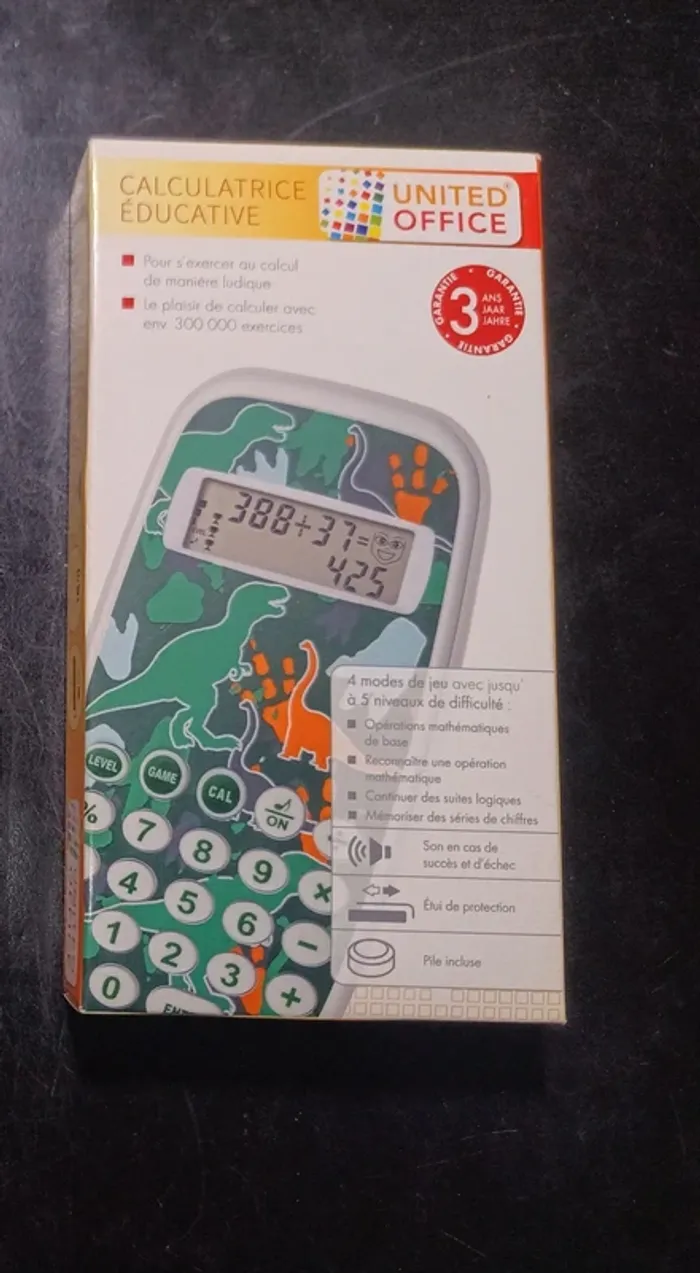 CALCULATRICE
ÉDUCATIVE
UNITED®
OFFICE
Pour s'exercer au calcul
de manière ludique
Le plaisir de calculer avec
env. 300 000 exercices
GARANTIE • GARANTIE • GARANTIE
3 ANS
JAAR
JAHRE
388÷37=
425
4 modes de jeu avec jusqu'
à 5 niveaux de difficulté :
Opérations mathématiques
de base
Reconnaître une opération
mathématique
Continuer des suites logiques
Mémoriser des séries de chiffres
Son en cas de
succès et d'échec
Étui de protection
Pile incluse
LEVEL GAME CAL ON
% 7 8 9
4 5 6 ×
1 2 3 −
0 +